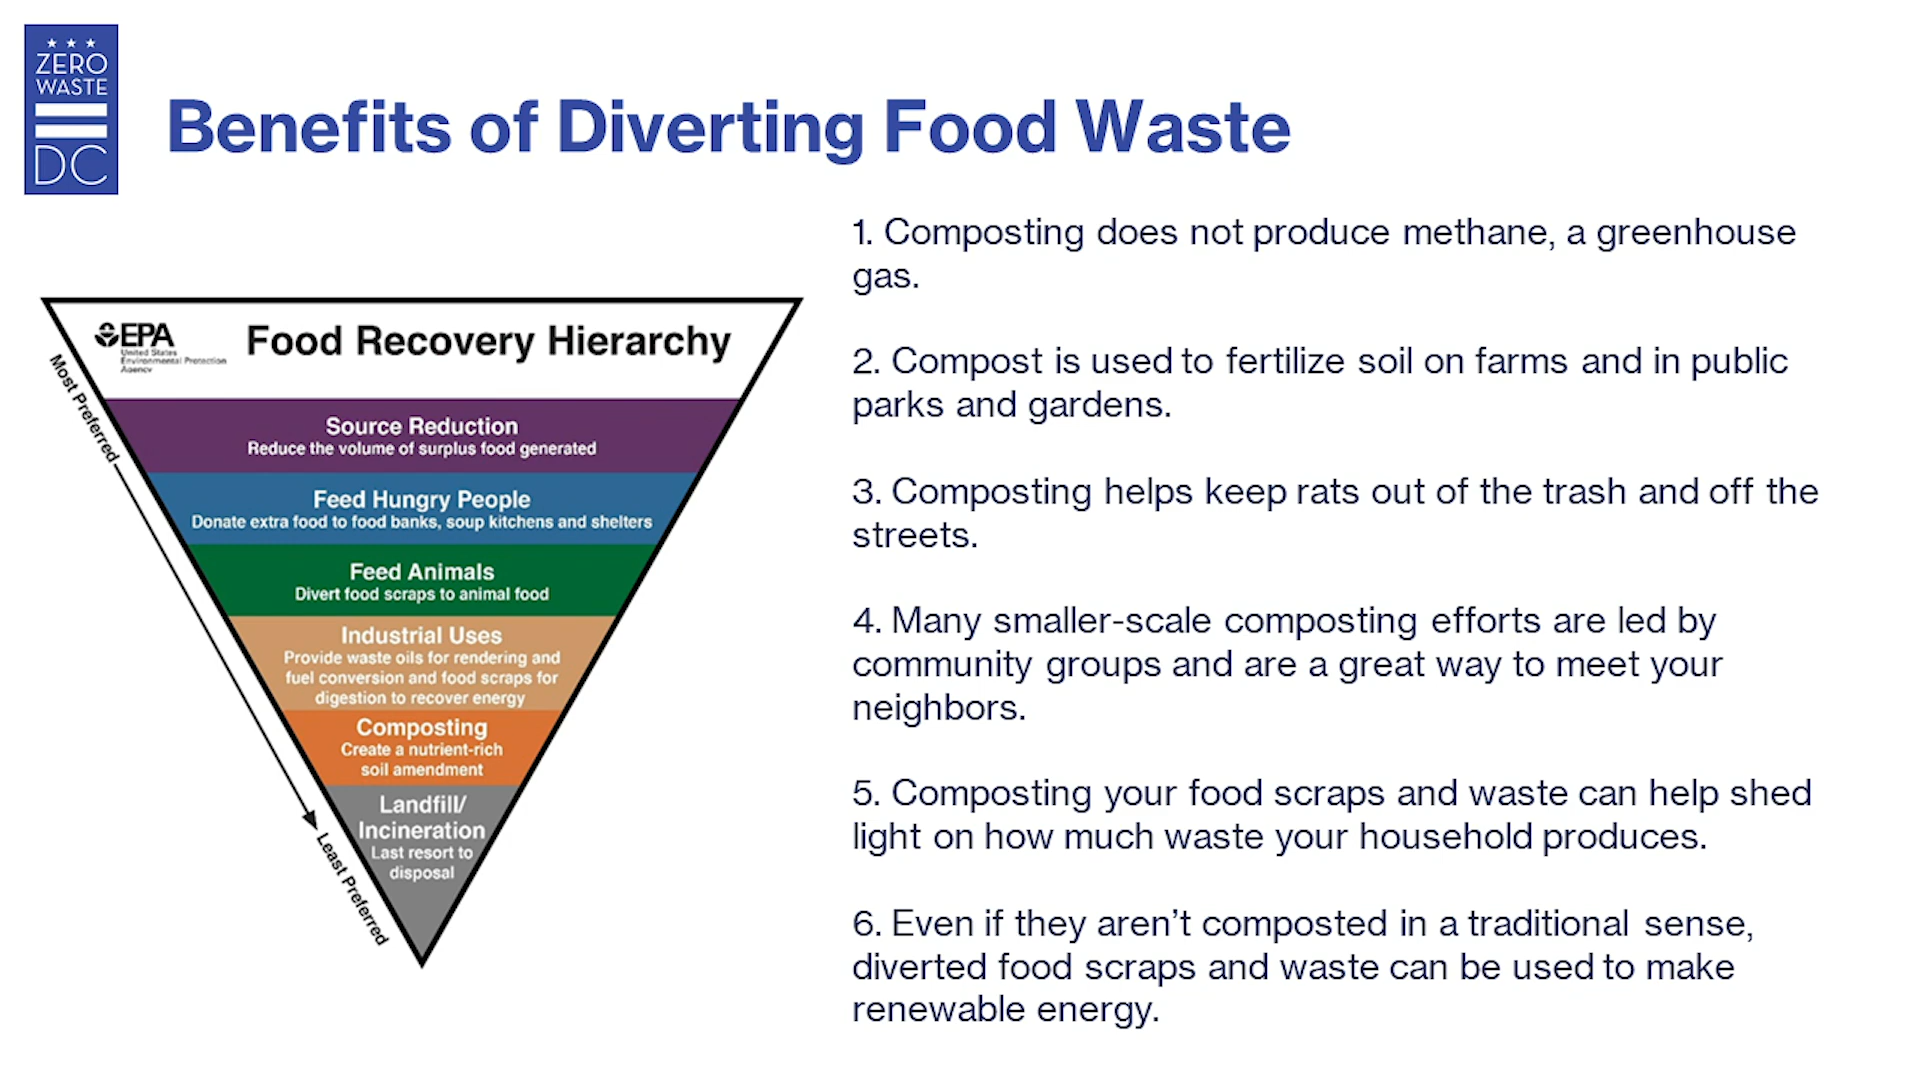 ★ ★ ★
ZERO
WASTE
DC
Benefits of Diverting Food Waste
EPA
United States
Environmental Protection
Agency
Food Recovery Hierarchy
Most Preferred
Source Reduction
Reduce the volume of surplus food generated
Feed Hungry People
Donate extra food to food banks, soup kitchens and shelters
Feed Animals
Divert food scraps to animal food
Industrial Uses
Provide waste oils for rendering and
fuel conversion and food scraps for
digestion to recover energy
Composting
Create a nutrient-rich
soil amendment
Landfill/
Incineration
Last resort to
disposal
Least Preferred
1. Composting does not produce methane, a greenhouse
gas.
2. Compost is used to fertilize soil on farms and in public
parks and gardens.
3. Composting helps keep rats out of the trash and off the
streets.
4. Many smaller-scale composting efforts are led by
community groups and are a great way to meet your
neighbors.
5. Composting your food scraps and waste can help shed
light on how much waste your household produces.
6. Even if they aren’t composted in a traditional sense,
diverted food scraps and waste can be used to make
renewable energy.